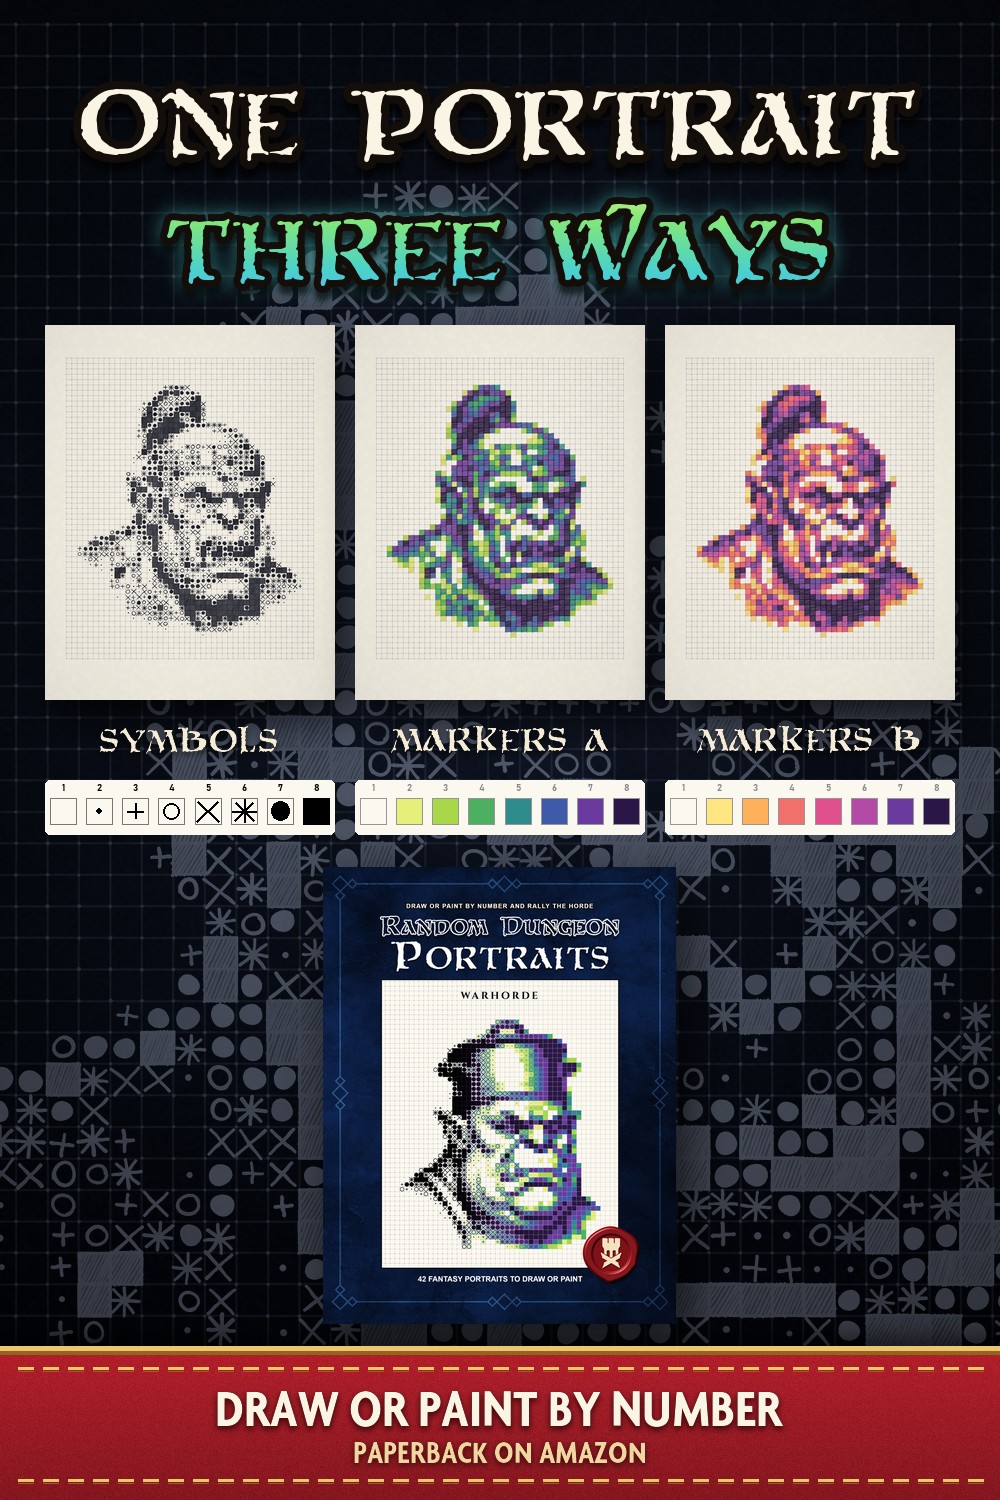 ONE PORTRAIT
THREE WAYS
SYMBOLS
MARKERS A
MARKERS B
1 2 3 4 5 6 7 8
1 2 3 4 5 6 7 8
1 2 3 4 5 6 7 8
DRAW OR PAINT BY NUMBER AND RALLY THE HORDE
RANDOM DUNGEON
PORTRAITS
WARHORDE
42 FANTASY PORTRAITS TO DRAW OR PAINT
DRAW OR PAINT BY NUMBER
PAPERBACK ON AMAZON